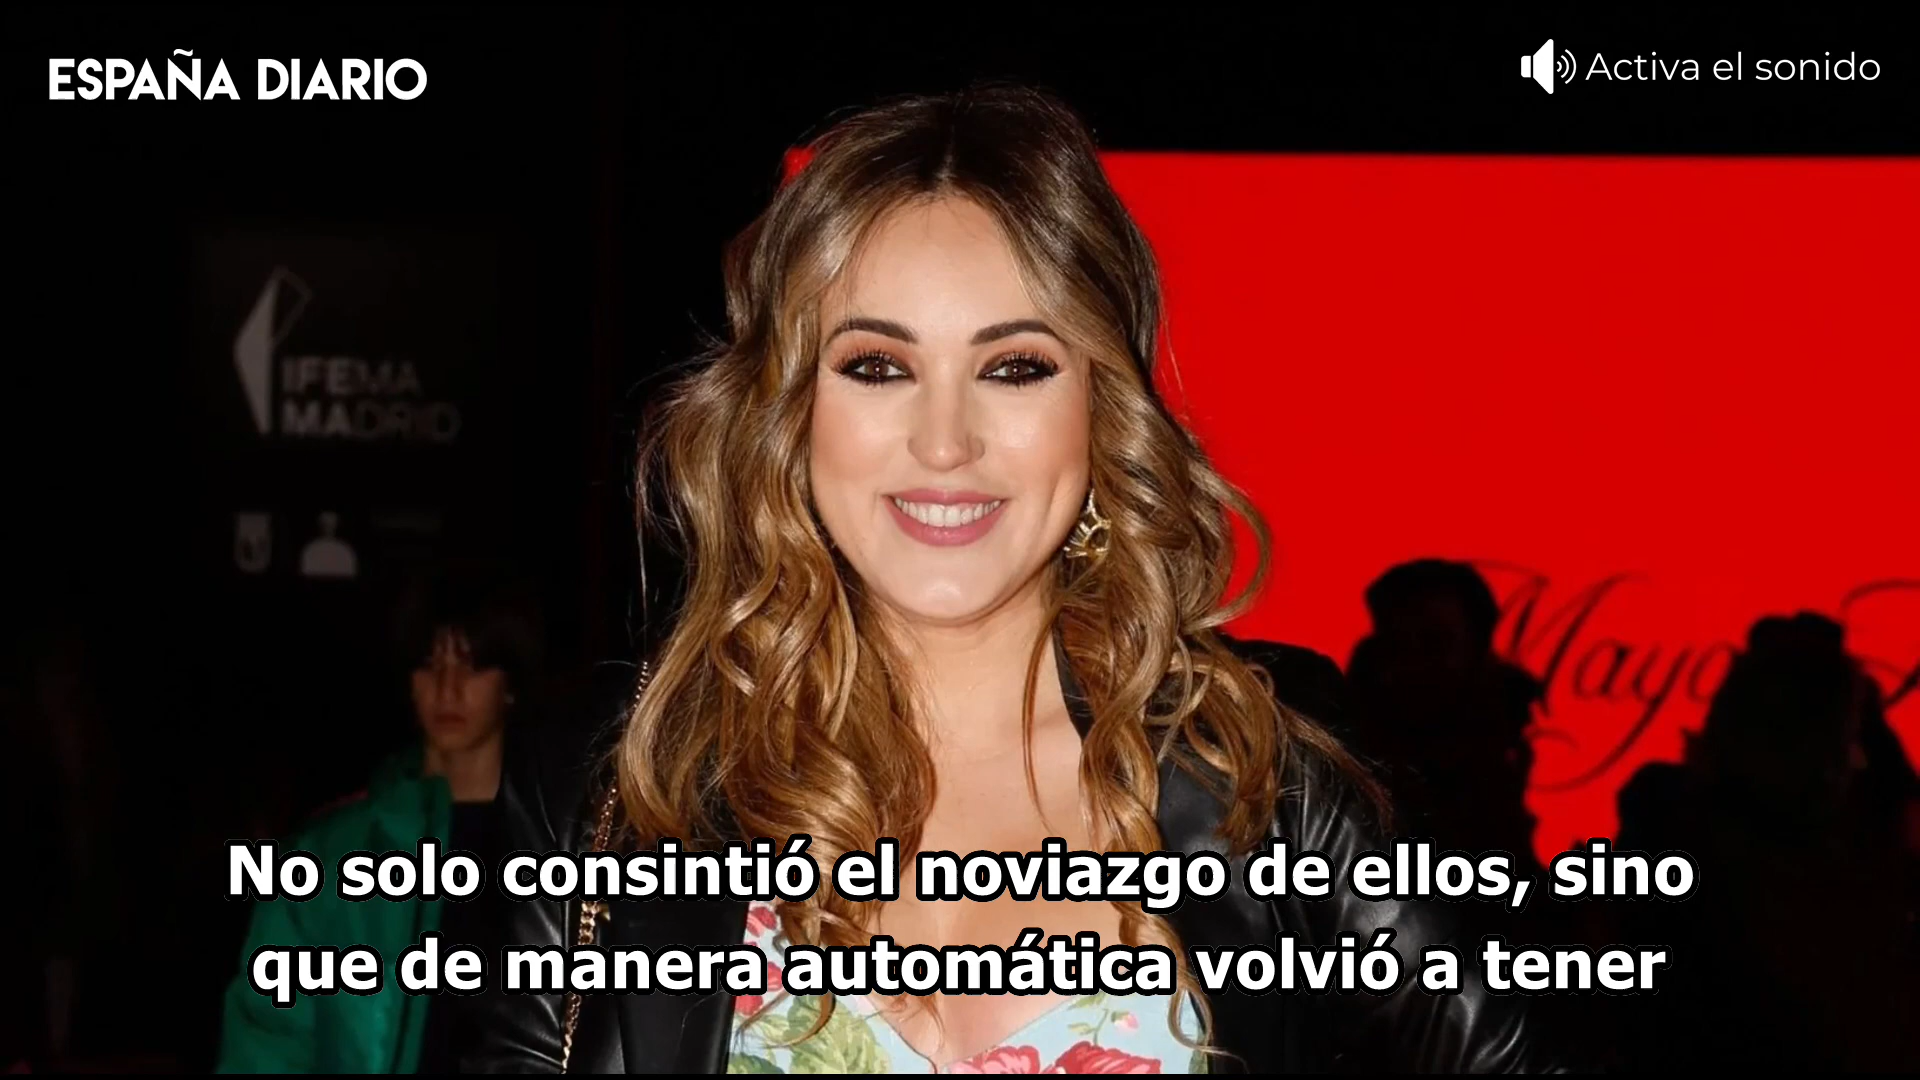 ESPAÑA DIARIO
Activa el sonido
IFEMA
MADRID
Mayo
No solo consintió el noviazgo de ellos, sino
que de manera automática volvió a tener